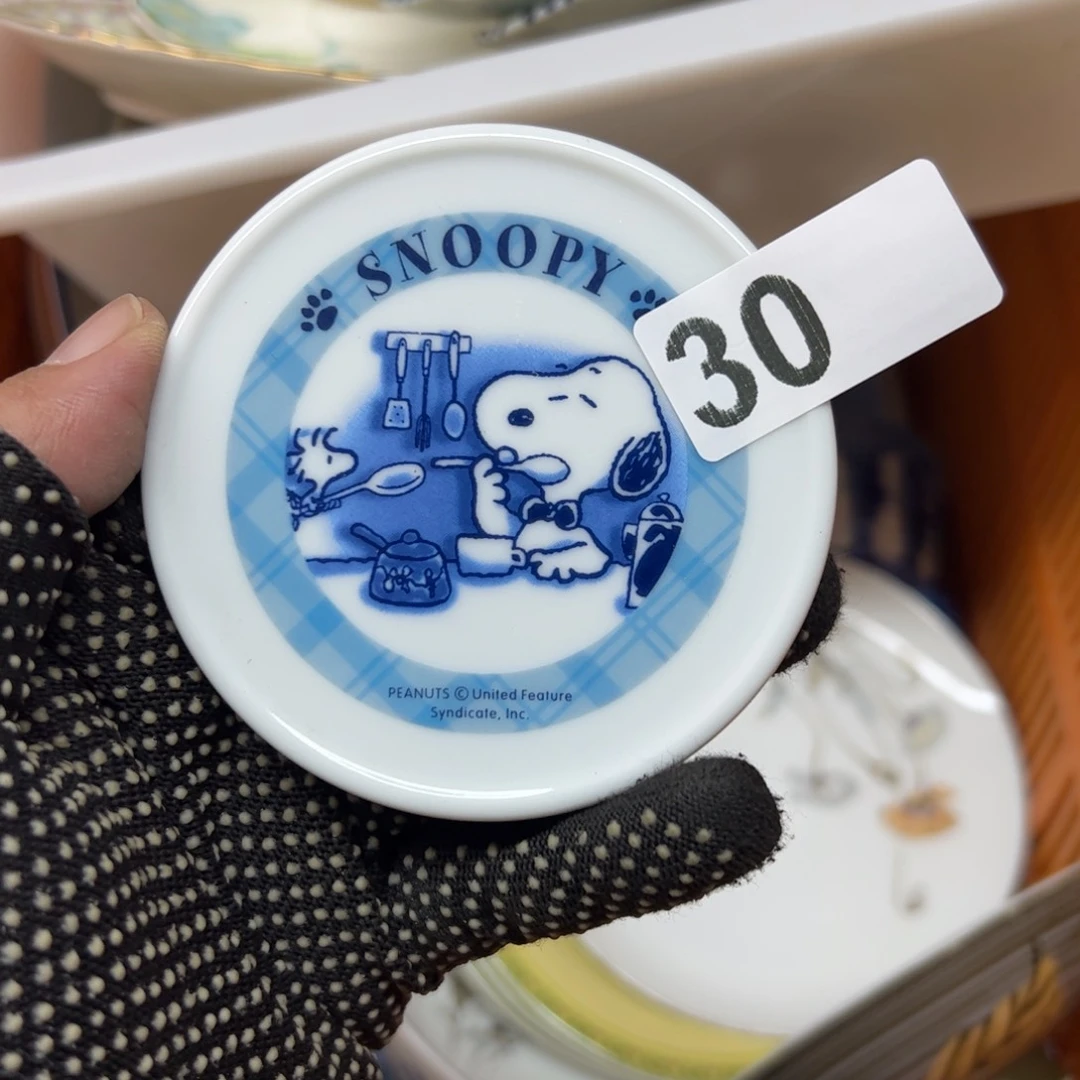 SNOOPY
30
PEANUTS © United Feature
Syndicate, Inc.